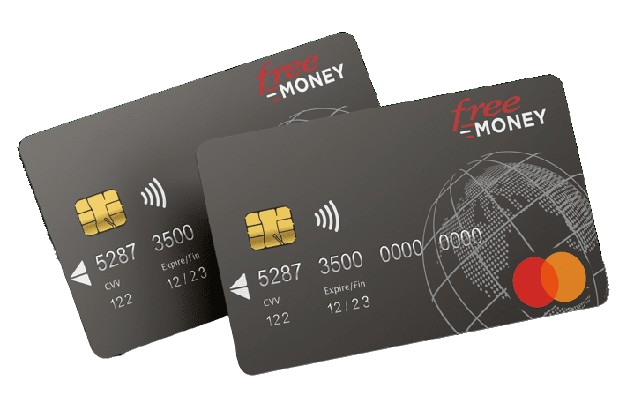 free
MONEY
5287 3500
CVV
Expire/Fin
122
12/23
free
MONEY
5287 3500 0000 0000
CVV
Expire/Fin
122
12/23